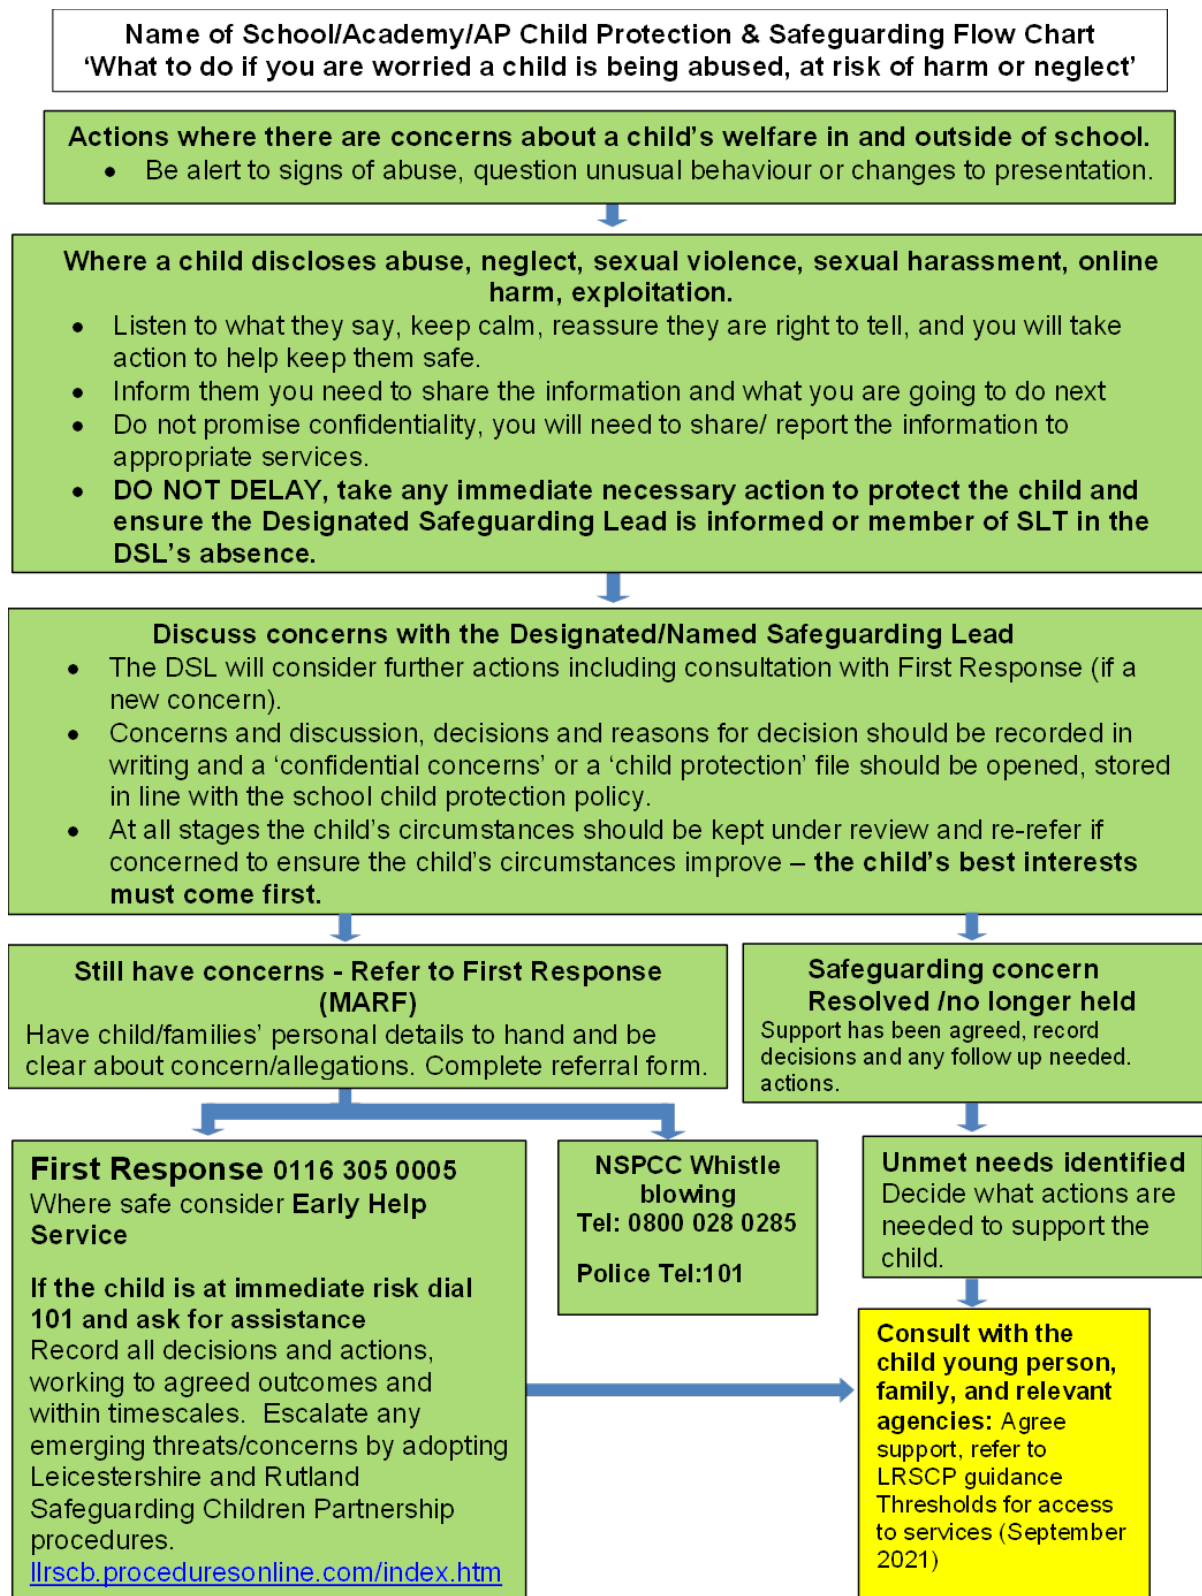 Name of School/Academy/AP Child Protection & Safeguarding Flow Chart
‘What to do if you are worried a child is being abused, at risk of harm or neglect’
Actions where there are concerns about a child’s welfare in and outside of school.
• Be alert to signs of abuse, question unusual behaviour or changes to presentation.
Where a child discloses abuse, neglect, sexual violence, sexual harassment, online
harm, exploitation.
• Listen to what they say, keep calm, reassure they are right to tell, and you will take
action to help keep them safe.
• Inform them you need to share the information and what you are going to do next
• Do not promise confidentiality, you will need to share/ report the information to
appropriate services.
• DO NOT DELAY, take any immediate necessary action to protect the child and
ensure the Designated Safeguarding Lead is informed or member of SLT in the
DSL’s absence.
Discuss concerns with the Designated/Named Safeguarding Lead
• The DSL will consider further actions including consultation with First Response (if a
new concern).
• Concerns and discussion, decisions and reasons for decision should be recorded in
writing and a ‘confidential concerns’ or a ‘child protection’ file should be opened, stored
in line with the school child protection policy.
• At all stages the child’s circumstances should be kept under review and re-refer if
concerned to ensure the child’s circumstances improve – the child’s best interests
must come first.
Still have concerns - Refer to First Response
(MARF)
Have child/families’ personal details to hand and be
clear about concern/allegations. Complete referral form.
Safeguarding concern
Resolved /no longer held
Support has been agreed, record
decisions and any follow up needed.
actions.
First Response 0116 305 0005
Where safe consider Early Help
Service
If the child is at immediate risk dial
101 and ask for assistance
Record all decisions and actions,
working to agreed outcomes and
within timescales.  Escalate any
emerging threats/concerns by adopting
Leicestershire and Rutland
Safeguarding Children Partnership
procedures.
llrscb.proceduresonline.com/index.htm
NSPCC Whistle
blowing
Tel: 0800 028 0285
Police Tel:101
Unmet needs identified
Decide what actions are
needed to support the
child.
Consult with the
child young person,
family, and relevant
agencies: Agree
support, refer to
LRSCP guidance
Thresholds for access
to services (September
2021)